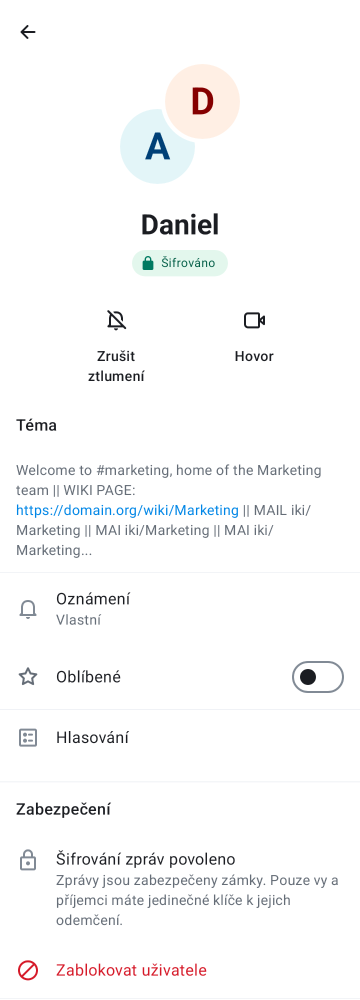 D
A
Daniel
Šifrováno
Zrušit
ztlumení
Hovor
Téma
Welcome to #marketing, home of the Marketing
team || WIKI PAGE:
https://domain.org/wiki/Marketing || MAIL iki/
Marketing || MAI iki/Marketing || MAI iki/
Marketing...
Oznámení
Vlastní
Oblíbené
Hlasování
Zabezpečení
Šifrování zpráv povoleno
Zprávy jsou zabezpečeny zámky. Pouze vy a
příjemci máte jedinečné klíče k jejich
odemčení.
Zablokovat uživatele